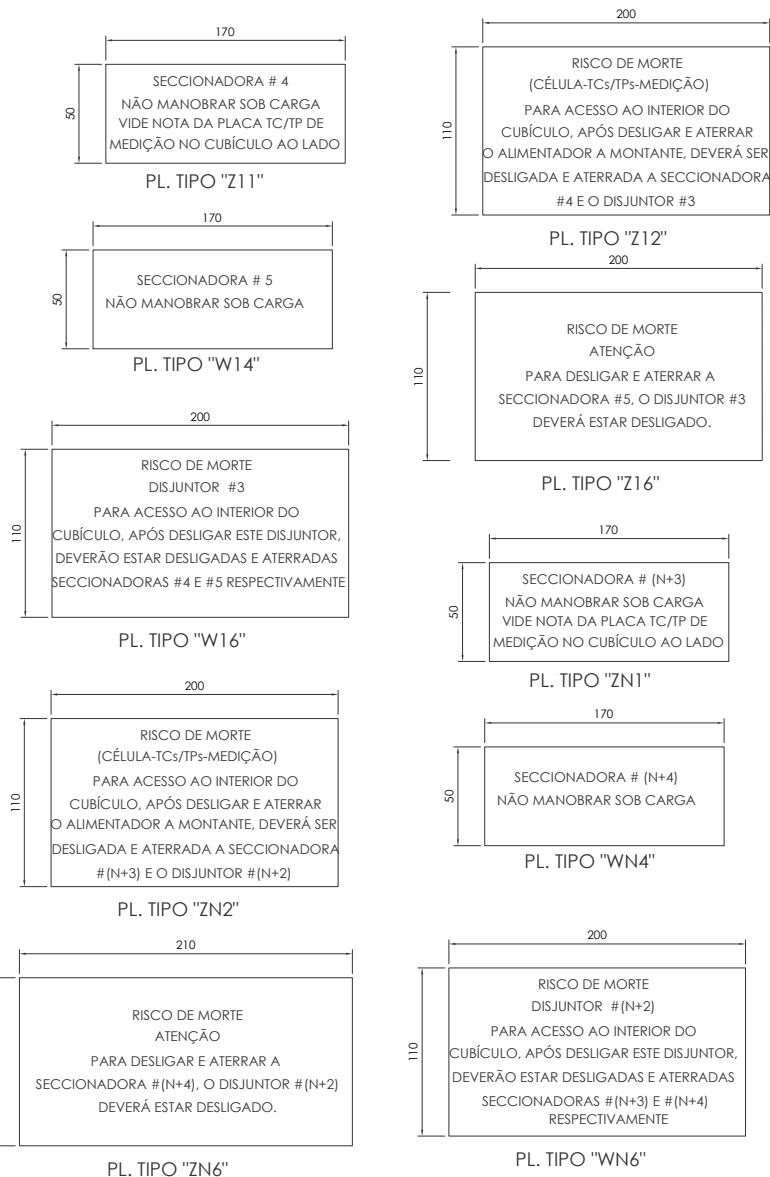 170
50
SECCIONADORA # 4
NÃO MANOBRAR SOB CARGA
VIDE NOTA DA PLACA TC/TP DE
MEDIÇÃO NO CUBÍCULO AO LADO
PL. TIPO "Z11"
200
110
RISCO DE MORTE
(CÉLULA-TCs/TPs-MEDIÇÃO)
PARA ACESSO AO INTERIOR DO
CUBÍCULO, APÓS DESLIGAR E ATERRAR
O ALIMENTADOR A MONTANTE, DEVERÁ SER
DESLIGADA E ATERRADA A SECCIONADORA
#4 E O DISJUNTOR #3
PL. TIPO "Z12"
170
50
SECCIONADORA # 5
NÃO MANOBRAR SOB CARGA
PL. TIPO "W14"
200
110
RISCO DE MORTE
ATENÇÃO
PARA DESLIGAR E ATERRAR A
SECCIONADORA #5, O DISJUNTOR #3
DEVERÁ ESTAR DESLIGADO.
PL. TIPO "Z16"
200
110
RISCO DE MORTE
DISJUNTOR #3
PARA ACESSO AO INTERIOR DO
CUBÍCULO, APÓS DESLIGAR ESTE DISJUNTOR,
DEVERÃO ESTAR DESLIGADAS E ATERRADAS
SECCIONADORAS #4 E #5 RESPECTIVAMENTE
PL. TIPO "W16"
170
50
SECCIONADORA # (N+3)
NÃO MANOBRAR SOB CARGA
VIDE NOTA DA PLACA TC/TP DE
MEDIÇÃO NO CUBÍCULO AO LADO
PL. TIPO "ZN1"
200
110
RISCO DE MORTE
(CÉLULA-TCs/TPs-MEDIÇÃO)
PARA ACESSO AO INTERIOR DO
CUBÍCULO, APÓS DESLIGAR E ATERRAR
O ALIMENTADOR A MONTANTE, DEVERÁ SER
DESLIGADA E ATERRADA A SECCIONADORA
#(N+3) E O DISJUNTOR #(N+2)
PL. TIPO "ZN2"
170
50
SECCIONADORA # (N+4)
NÃO MANOBRAR SOB CARGA
PL. TIPO "WN4"
210
RISCO DE MORTE
ATENÇÃO
PARA DESLIGAR E ATERRAR A
SECCIONADORA #(N+4), O DISJUNTOR #(N+2)
DEVERÁ ESTAR DESLIGADO.
PL. TIPO "ZN6"
200
110
RISCO DE MORTE
DISJUNTOR #(N+2)
PARA ACESSO AO INTERIOR DO
CUBÍCULO, APÓS DESLIGAR ESTE DISJUNTOR,
DEVERÃO ESTAR DESLIGADAS E ATERRADAS
SECCIONADORAS #(N+3) E #(N+4)
RESPECTIVAMENTE
PL. TIPO "WN6"